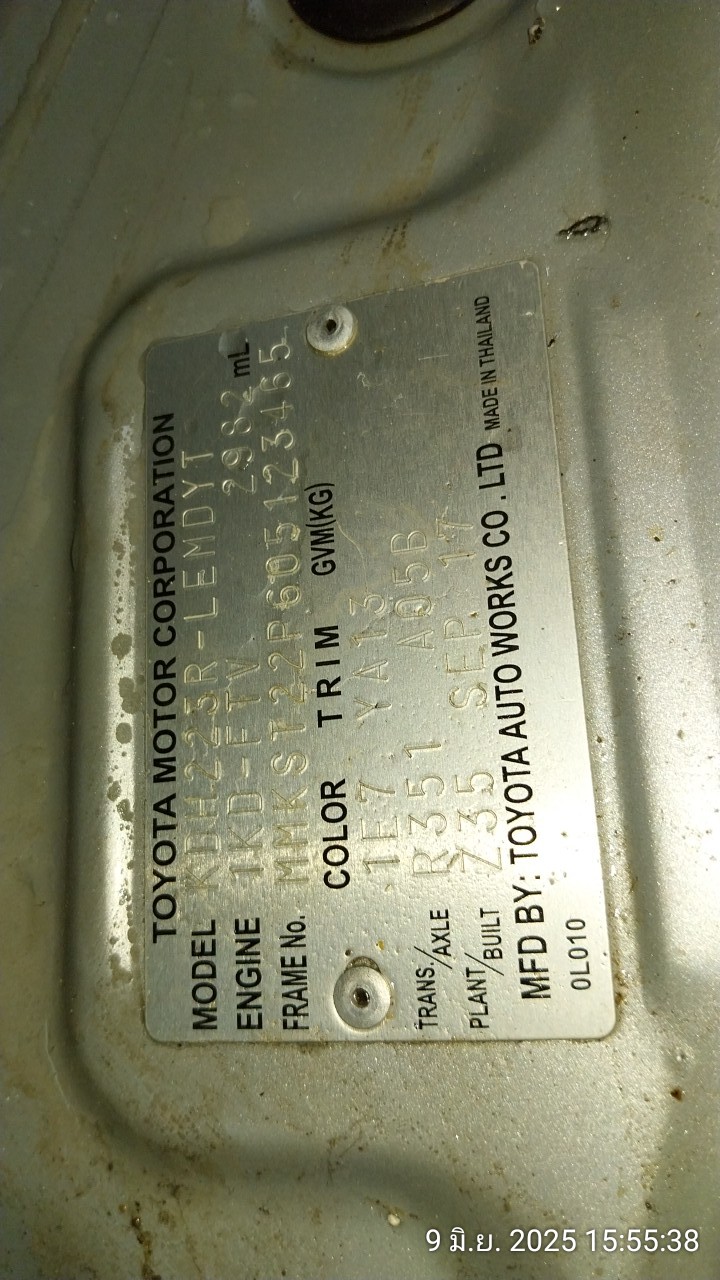 TOYOTA MOTOR CORPORATION
MODEL KDH223R-LEMDYT
ENGINE 1KD-FTV 2982 mL
FRAME No. MMKST22P605123465
COLOR TRIM GVM(KG)
1E7 YA13
TRANS./AXLE R351 A05B
PLANT/BUILT Z35 SEP 17
MFD BY: TOYOTA AUTO WORKS CO . LTD MADE IN THAILAND
0L010
9 มิ.ย. 2025 15:55:38